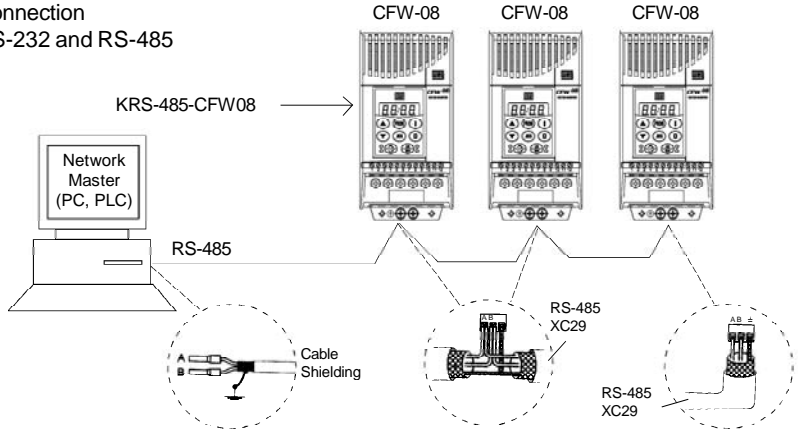 onnection
S-232 and RS-485
CFW-08
CFW-08
CFW-08
KRS-485-CFW08
Network
Master
(PC, PLC)
RS-485
A
B
Cable
Shielding
A B
RS-485
XC29
A B
RS-485
XC29